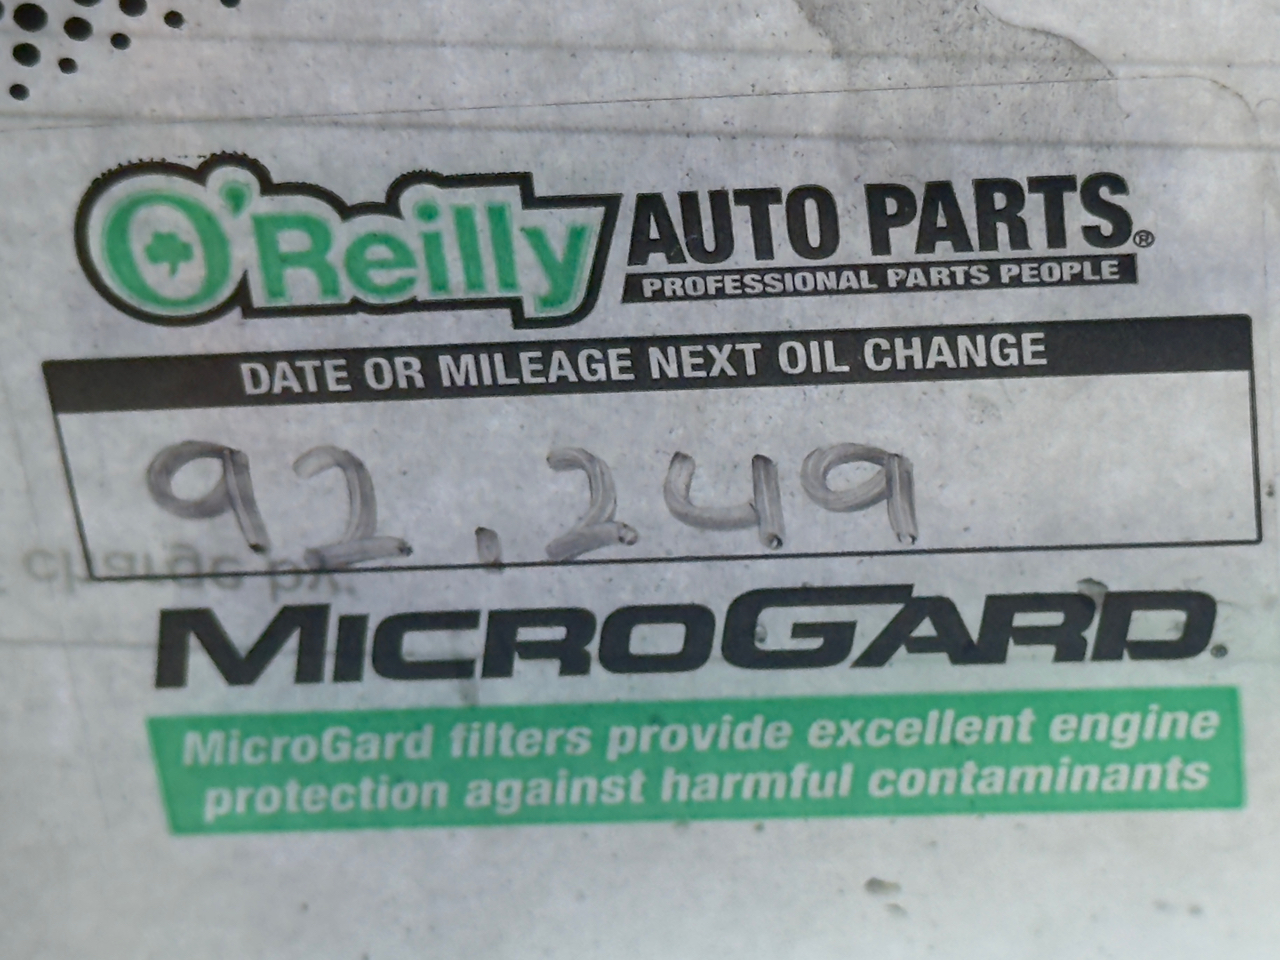 O'Reilly AUTO PARTS®
PROFESSIONAL PARTS PEOPLE
DATE OR MILEAGE NEXT OIL CHANGE
92,249
MICROGARD.
MicroGard filters provide excellent engine
protection against harmful contaminants